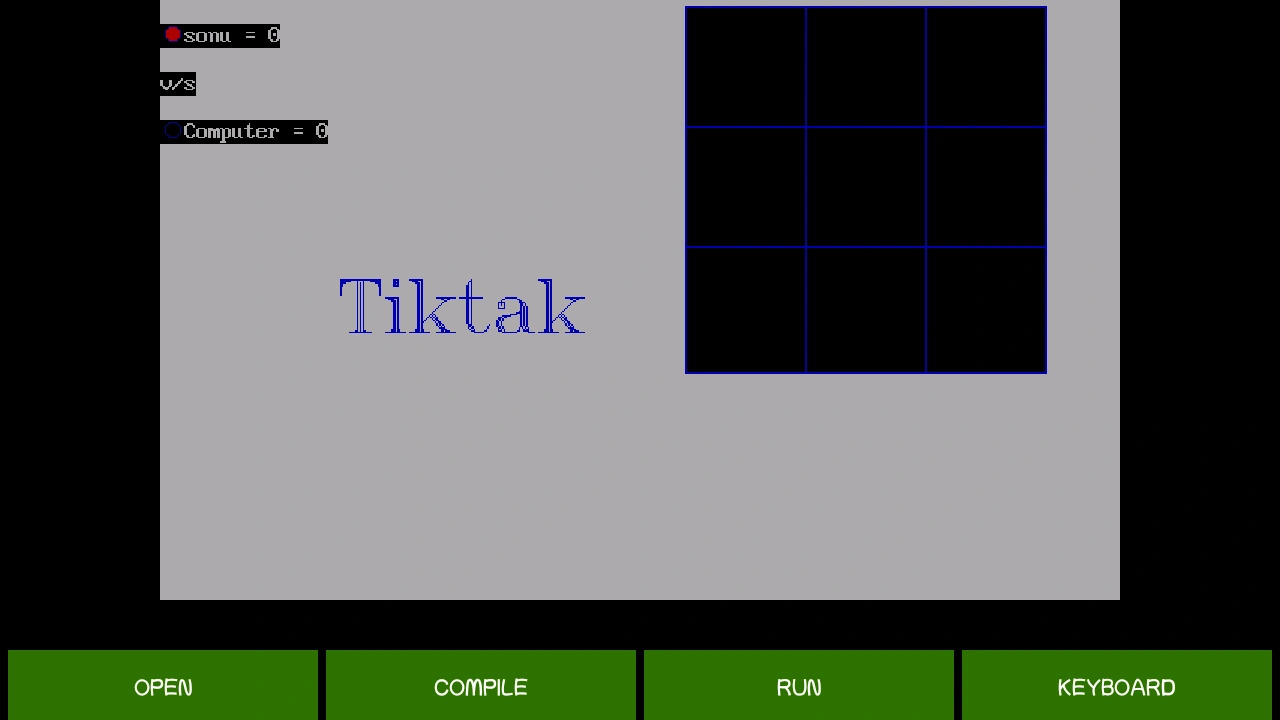 sonu = 0
v/s
Computer = 0
Tiktak
OPEN
COMPILE
RUN
KEYBOARD